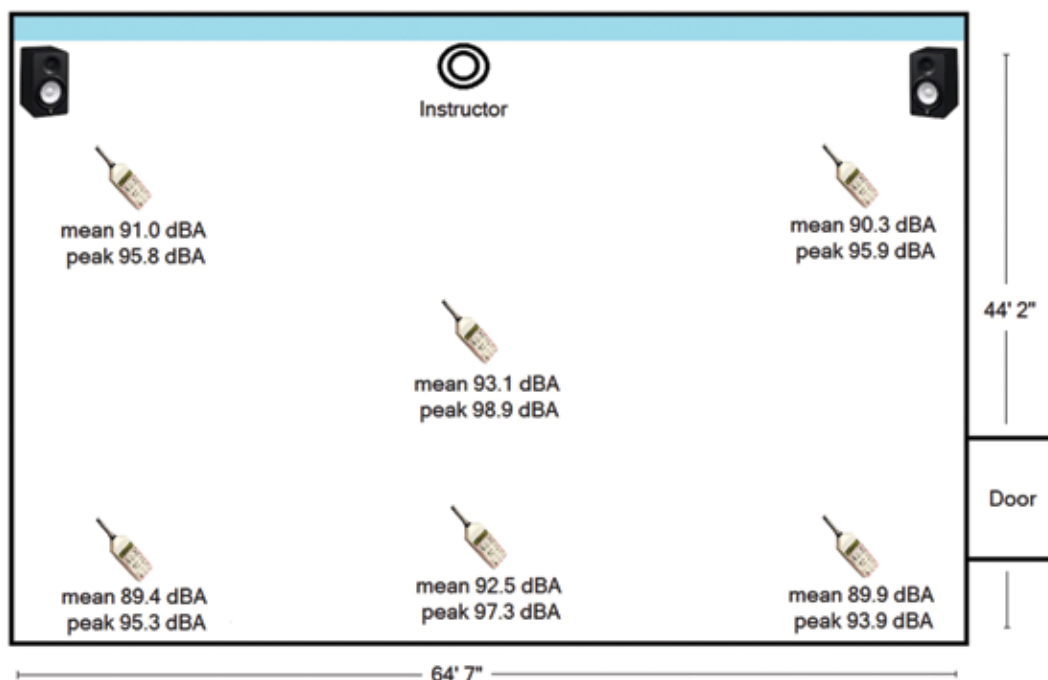 Instructor
mean 91.0 dBA
peak 95.8 dBA
mean 90.3 dBA
peak 95.9 dBA
44' 2"
mean 93.1 dBA
peak 98.9 dBA
Door
mean 89.4 dBA
peak 95.3 dBA
mean 92.5 dBA
peak 97.3 dBA
mean 89.9 dBA
peak 93.9 dBA
64' 7"